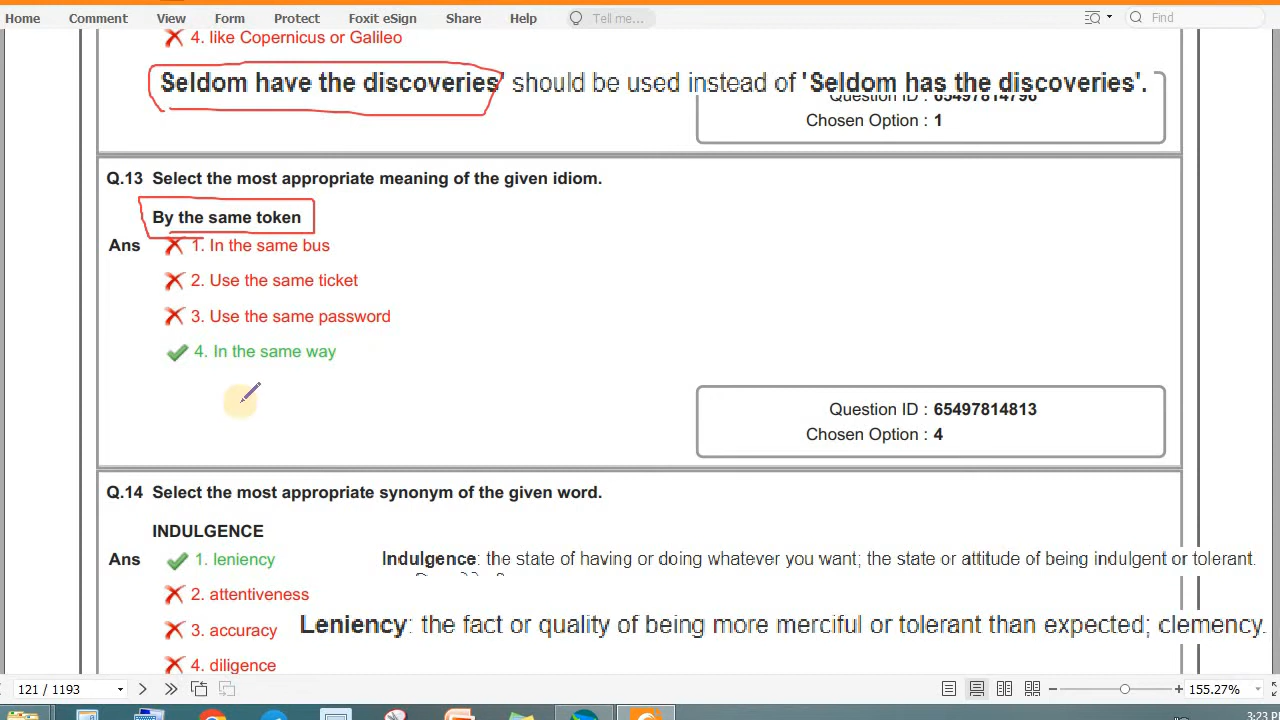 Home Comment View Form Protect Foxit eSign Share Help Tell me... Find
4. like Copernicus or Galileo
Seldom have the discoveries' should be used instead of 'Seldom has the discoveries'.
Question ID : 65497814796
Chosen Option : 1
Q.13 Select the most appropriate meaning of the given idiom.
By the same token
Ans 1. In the same bus
2. Use the same ticket
3. Use the same password
4. In the same way
Question ID : 65497814813
Chosen Option : 4
Q.14 Select the most appropriate synonym of the given word.
INDULGENCE
Ans 1. leniency Indulgence: the state of having or doing whatever you want; the state or attitude of being indulgent or tolerant.
2. attentiveness
3. accuracy Leniency: the fact or quality of being more merciful or tolerant than expected; clemency.
4. diligence
121 / 1193 155.27%
3:23 P